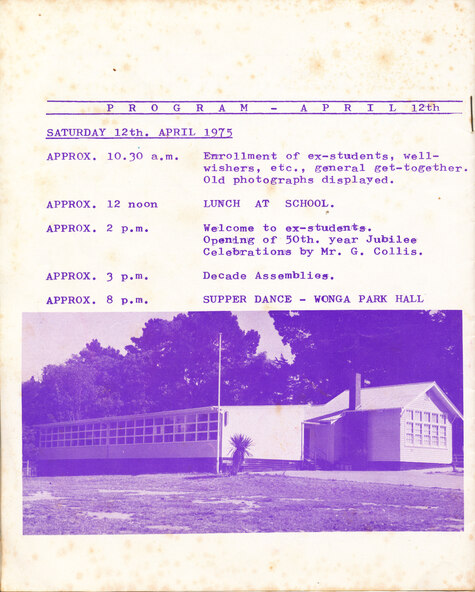 PROGRAM - APRIL 12th
SATURDAY 12th. APRIL 1975
APPROX. 10.30 a.m. Enrollment of ex-students, well-
wishers, etc., general get-together.
Old photographs displayed.
APPROX. 12 noon LUNCH AT SCHOOL.
APPROX. 2 p.m. Welcome to ex-students.
Opening of 50th. year Jubilee
Celebrations by Mr. G. Collis.
APPROX. 3 p.m. Decade Assemblies.
APPROX. 8 p.m. SUPPER DANCE - WONGA PARK HALL